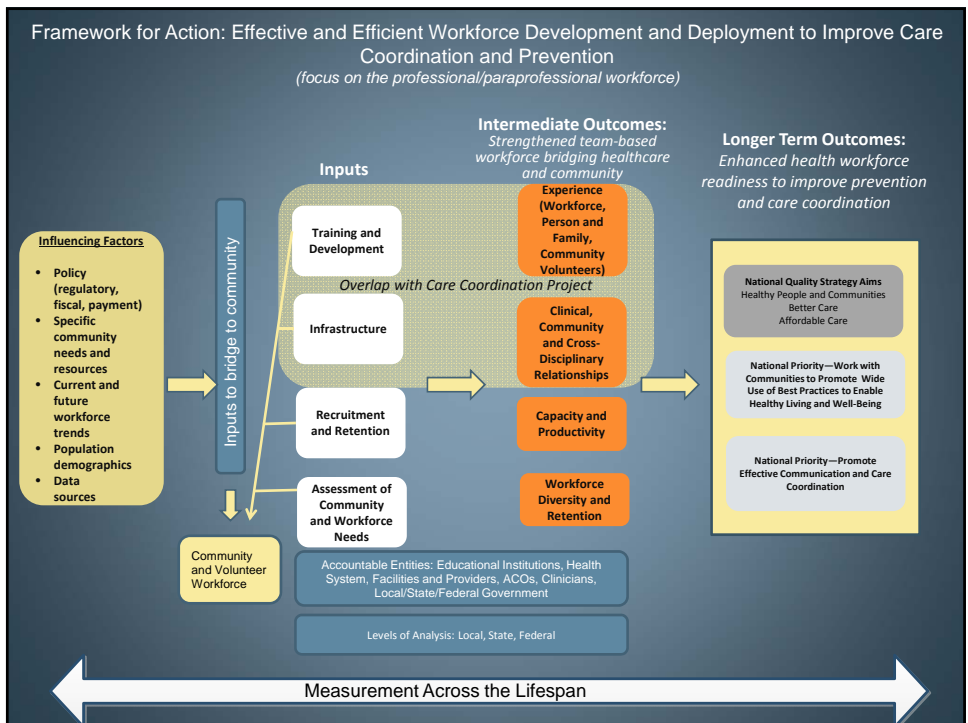 Framework for Action: Effective and Efficient Workforce Development and Deployment to Improve Care
Coordination and Prevention
(focus on the professional/paraprofessional workforce)
Influencing Factors
• Policy
(regulatory,
fiscal, payment)
• Specific
community
needs and
resources
• Current and
future
workforce
trends
• Population
demographics
• Data
sources
Inputs to bridge to community
Community
and Volunteer
Workforce
Inputs
Training and
Development
Overlap with Care Coordination Project
Infrastructure
Recruitment
and Retention
Assessment of
Community
and Workforce
Needs
Intermediate Outcomes:
Strengthened team-based
workforce bridging healthcare
and community
Experience
(Workforce,
Person and
Family,
Community
Volunteers)
Clinical,
Community
and Cross-
Disciplinary
Relationships
Capacity and
Productivity
Workforce
Diversity and
Retention
Longer Term Outcomes:
Enhanced health workforce
readiness to improve prevention
and care coordination
National Quality Strategy Aims
Healthy People and Communities
Better Care
Affordable Care
National Priority—Work with
Communities to Promote Wide
Use of Best Practices to Enable
Healthy Living and Well-Being
National Priority—Promote
Effective Communication and Care
Coordination
Accountable Entities: Educational Institutions, Health
System, Facilities and Providers, ACOs, Clinicians,
Local/State/Federal Government
Levels of Analysis: Local, State, Federal
Measurement Across the Lifespan